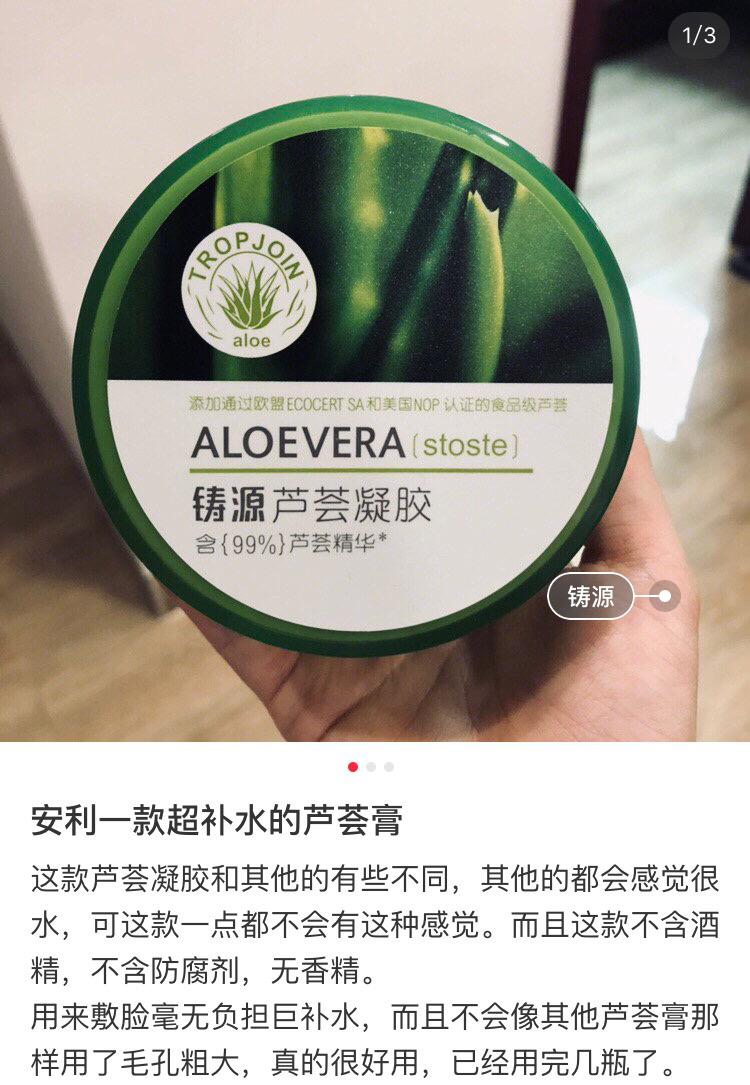 1/3
TROPJOIN
aloe
添加通过欧盟ECOCERT SA和美国NOP 认证的食品级芦荟
ALOEVERA [stoste]
铸源芦荟凝胶
含{99%}芦荟精华*
铸源
安利一款超补水的芦荟膏
这款芦荟凝胶和其他的有些不同，其他的都会感觉很
水，可这款一点都不会有这种感觉。而且这款不含酒
精，不含防腐剂，无香精。
用来敷脸毫无负担巨补水，而且不会像其他芦荟膏那
样用了毛孔粗大，真的很好用，已经用完几瓶了。